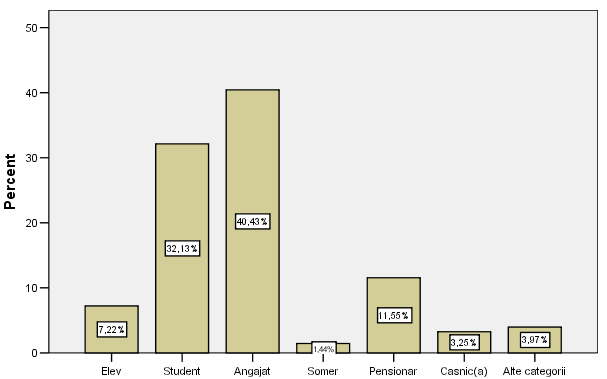 50
40
30
20
10
0
Percent
7,22%
32,13%
40,43%
1,44%
11,55%
3,25%
3,97%
Elev
Student
Angajat
Somer
Pensionar
Casnic(a)
Alte categorii